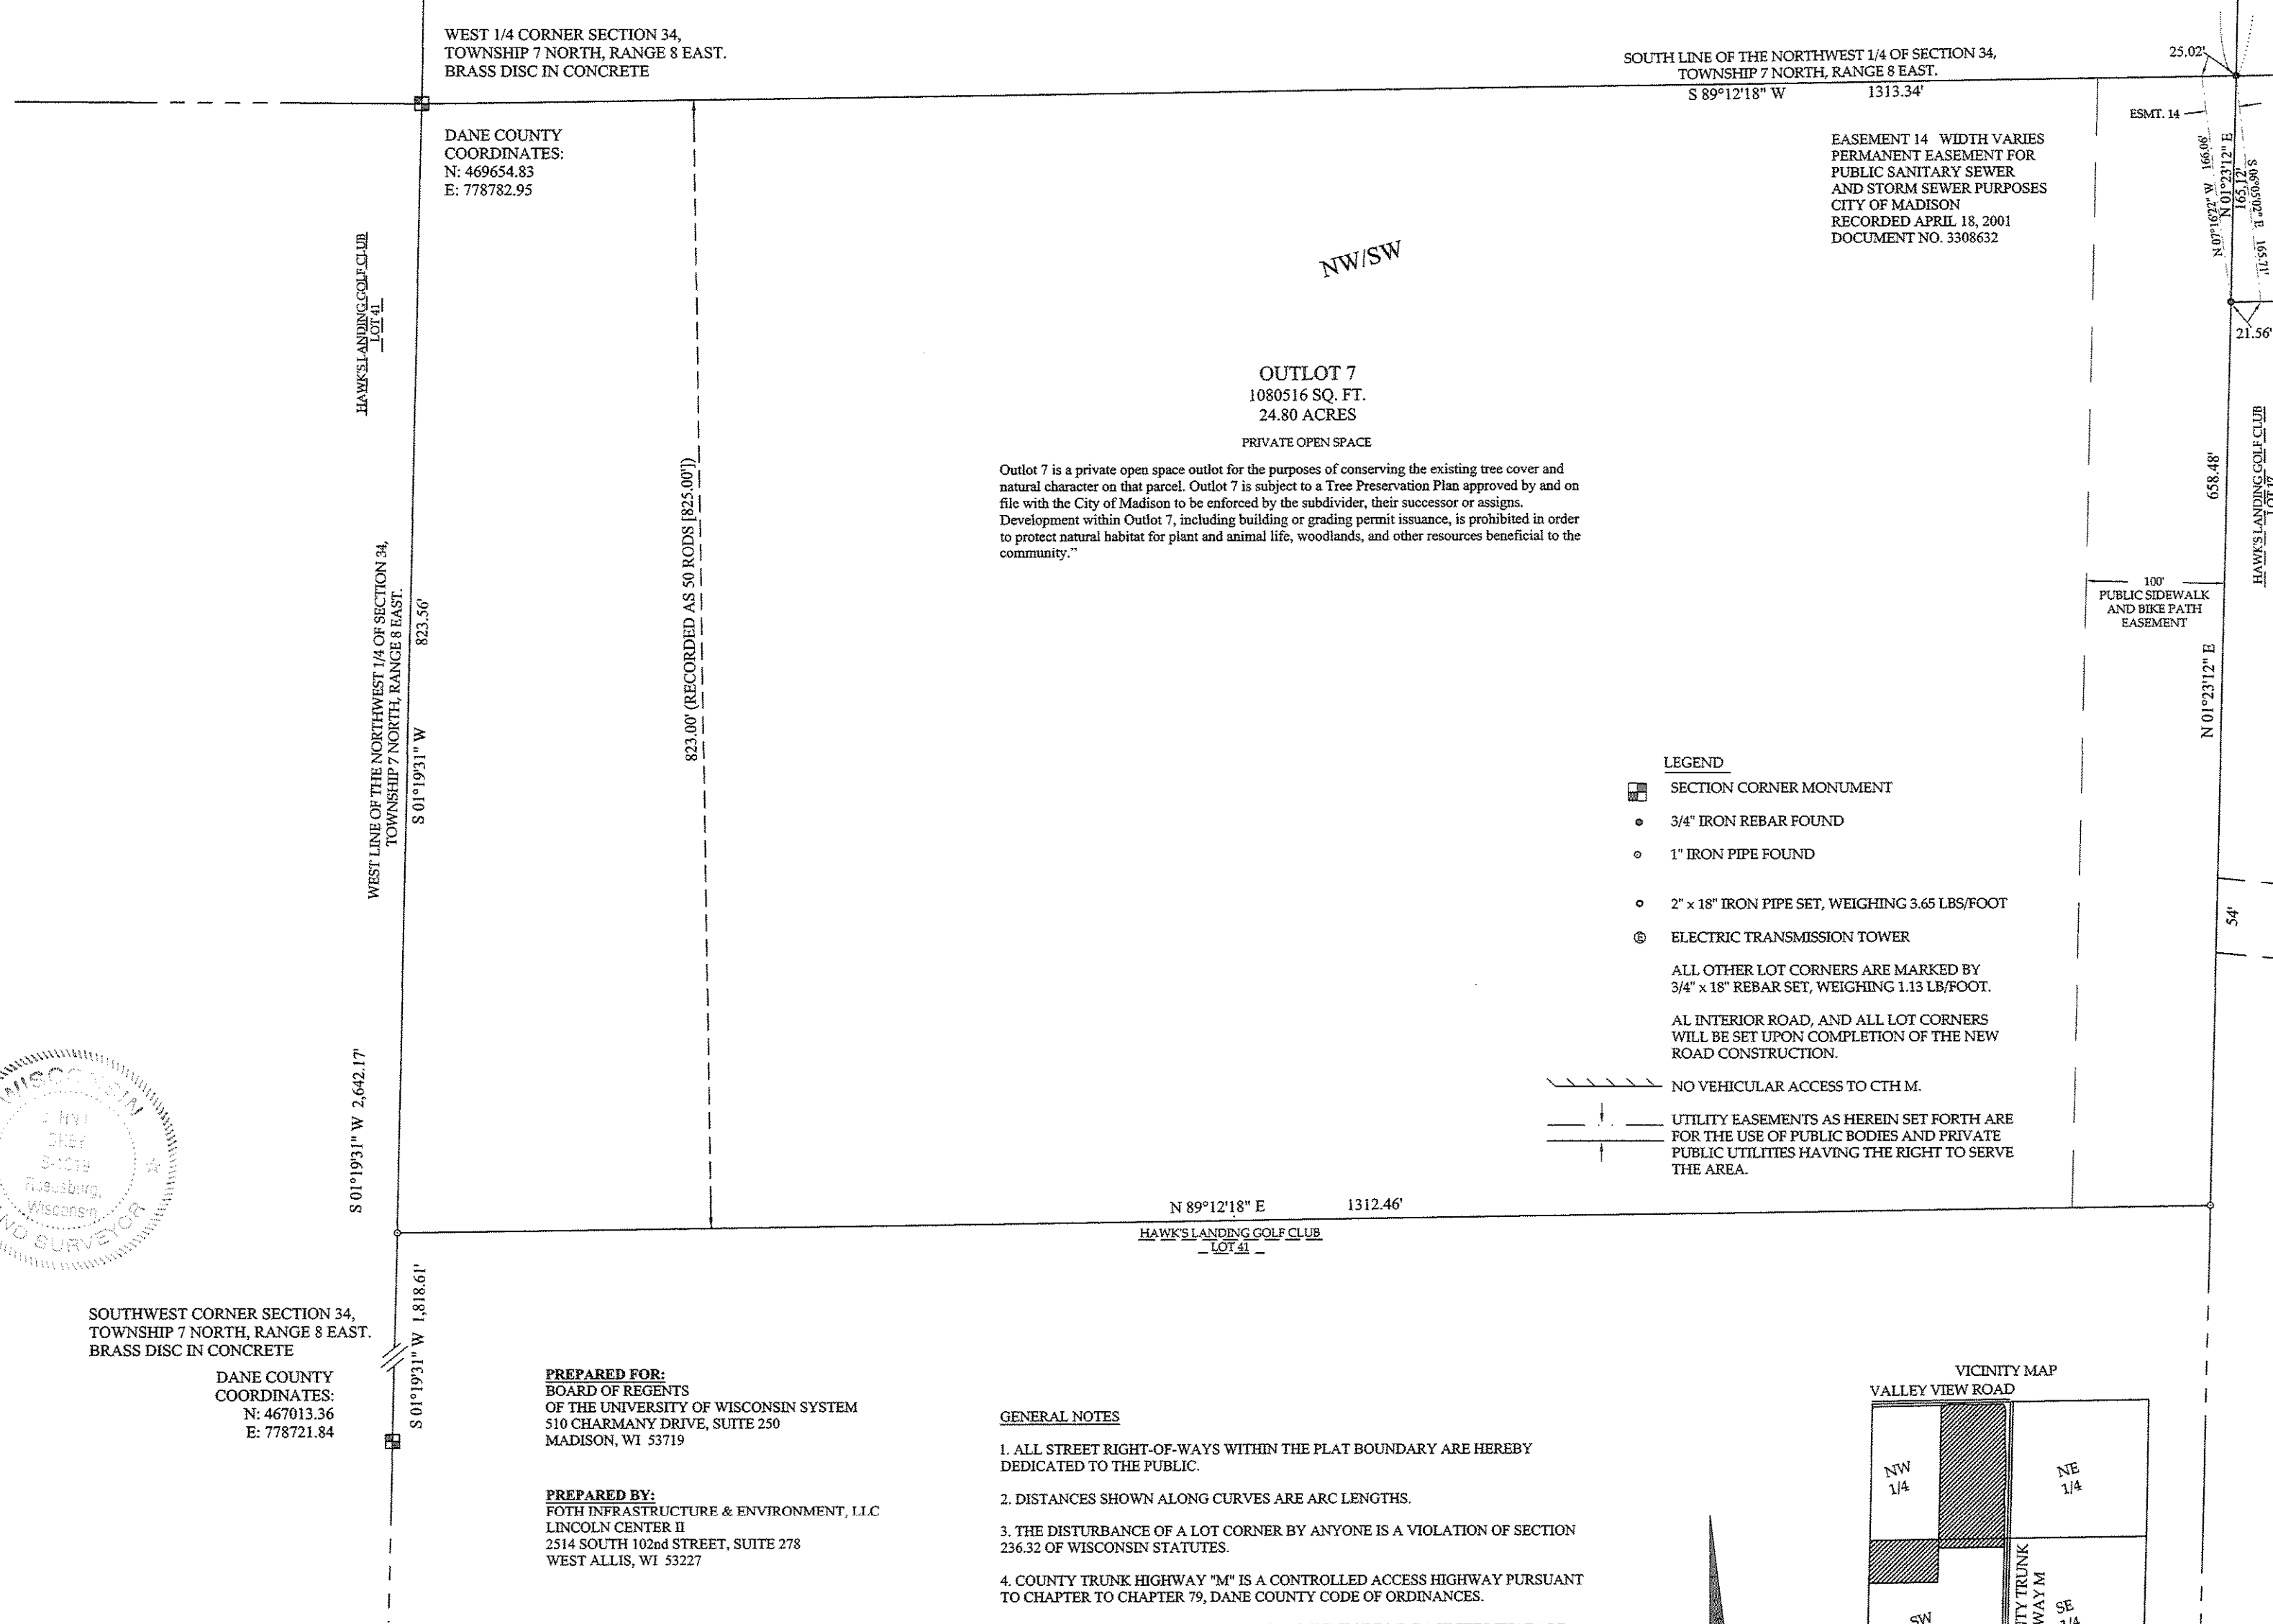 WEST 1/4 CORNER SECTION 34,
TOWNSHIP 7 NORTH, RANGE 8 EAST.
BRASS DISC IN CONCRETE
DANE COUNTY
COORDINATES:
N: 469654.83
E: 778782.95
SOUTH LINE OF THE NORTHWEST 1/4 OF SECTION 34,
TOWNSHIP 7 NORTH, RANGE 8 EAST.
S 89°12'18" W 1313.34'
25.02'
ESMT. 14
EASEMENT 14 WIDTH VARIES
PERMANENT EASEMENT FOR
PUBLIC SANITARY SEWER
AND STORM SEWER PURPOSES
CITY OF MADISON
RECORDED APRIL 18, 2001
DOCUMENT NO. 3308632
N 07°16'22" W 166.06'
N 01°23'12" E
165.12'
S 06°05'02" E 165.71'
21.56'
NW/SW
HAWK'S LANDING GOLF CLUB
LOT 41
OUTLOT 7
1080516 SQ. FT.
24.80 ACRES
PRIVATE OPEN SPACE
Outlot 7 is a private open space outlot for the purposes of conserving the existing tree cover and
natural character on that parcel. Outlot 7 is subject to a Tree Preservation Plan approved by and on
file with the City of Madison to be enforced by the subdivider, their successor or assigns.
Development within Outlot 7, including building or grading permit issuance, is prohibited in order
to protect natural habitat for plant and animal life, woodlands, and other resources beneficial to the
community.”
823.00' (RECORDED AS 50 RODS [825.00'])
WEST LINE OF THE NORTHWEST 1/4 OF SECTION 34,
TOWNSHIP 7 NORTH, RANGE 8 EAST.
S 01°19'31" W 823.56'
HAWK'S LANDING GOLF CLUB
658.48'
N 01°23'12" E
100'
PUBLIC SIDEWALK
AND BIKE PATH
EASEMENT
54'
LEGEND
SECTION CORNER MONUMENT
3/4" IRON REBAR FOUND
1" IRON PIPE FOUND
2" x 18" IRON PIPE SET, WEIGHING 3.65 LBS/FOOT
E
ELECTRIC TRANSMISSION TOWER
ALL OTHER LOT CORNERS ARE MARKED BY
3/4" x 18" REBAR SET, WEIGHING 1.13 LB/FOOT.
AL INTERIOR ROAD, AND ALL LOT CORNERS
WILL BE SET UPON COMPLETION OF THE NEW
ROAD CONSTRUCTION.
NO VEHICULAR ACCESS TO CTH M.
UTILITY EASEMENTS AS HEREIN SET FORTH ARE
FOR THE USE OF PUBLIC BODIES AND PRIVATE
PUBLIC UTILITIES HAVING THE RIGHT TO SERVE
THE AREA.
S 01°19'31" W 2,642.17'
WISCONSIN
Wisconsin
SURVEYOR
N 89°12'18" E 1312.46'
HAWK'S LANDING GOLF CLUB
LOT 41
S 01°19'31" W 1,818.61'
SOUTHWEST CORNER SECTION 34,
TOWNSHIP 7 NORTH, RANGE 8 EAST.
BRASS DISC IN CONCRETE
DANE COUNTY
COORDINATES:
N: 467013.36
E: 778721.84
PREPARED FOR:
BOARD OF REGENTS
OF THE UNIVERSITY OF WISCONSIN SYSTEM
510 CHARMANY DRIVE, SUITE 250
MADISON, WI 53719
PREPARED BY:
FOTH INFRASTRUCTURE & ENVIRONMENT, LLC
LINCOLN CENTER II
2514 SOUTH 102nd STREET, SUITE 278
WEST ALLIS, WI 53227
GENERAL NOTES
1. ALL STREET RIGHT-OF-WAYS WITHIN THE PLAT BOUNDARY ARE HEREBY
DEDICATED TO THE PUBLIC.
2. DISTANCES SHOWN ALONG CURVES ARE ARC LENGTHS.
3. THE DISTURBANCE OF A LOT CORNER BY ANYONE IS A VIOLATION OF SECTION
236.32 OF WISCONSIN STATUTES.
4. COUNTY TRUNK HIGHWAY "M" IS A CONTROLLED ACCESS HIGHWAY PURSUANT
TO CHAPTER TO CHAPTER 79, DANE COUNTY CODE OF ORDINANCES.
VICINITY MAP
VALLEY VIEW ROAD
NW
1/4
NE
1/4
SW
TY TRUNK
WAY M
SE
1/4